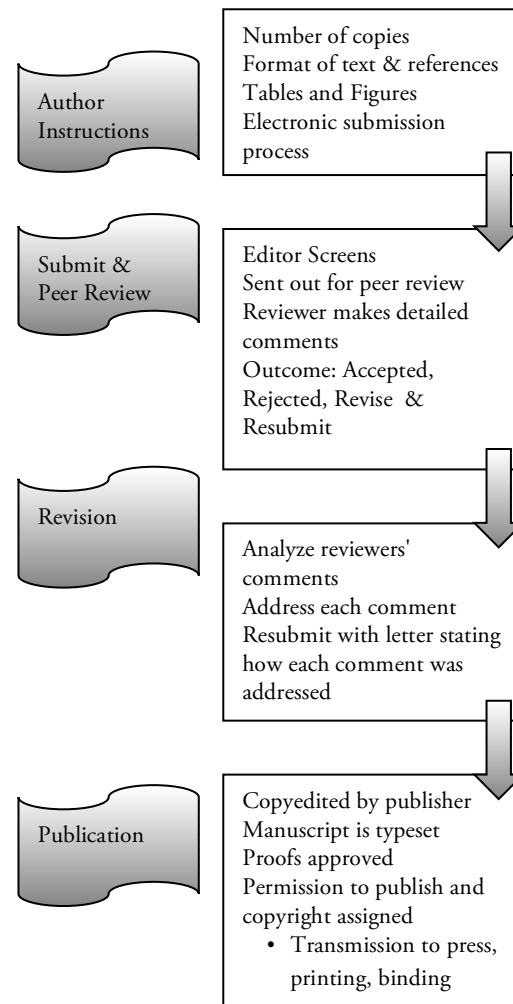 Author
Instructions
Number of copies
Format of text & references
Tables and Figures
Electronic submission
process
Submit &
Peer Review
Editor Screens
Sent out for peer review
Reviewer makes detailed
comments
Outcome: Accepted,
Rejected, Revise &
Resubmit
Revision
Analyze reviewers'
comments
Address each comment
Resubmit with letter stating
how each comment was
addressed
Publication
Copyedited by publisher
Manuscript is typeset
Proofs approved
Permission to publish and
copyright assigned
• Transmission to press,
printing, binding